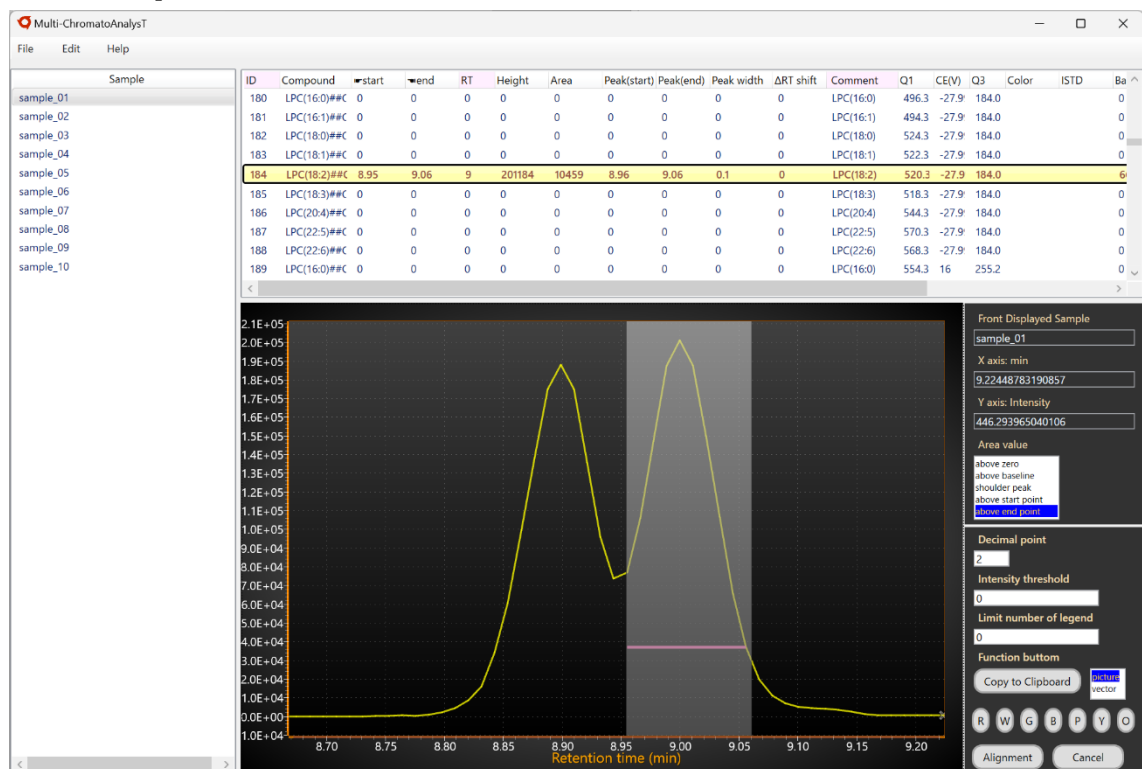 Multi-ChromatoAnalysT
File Edit Help
Sample
sample_01
sample_02
sample_03
sample_04
sample_05
sample_06
sample_07
sample_08
sample_09
sample_10
ID Compound start end RT Height Area Peak(start) Peak(end) Peak width ΔRT shift Comment Q1 CE(V) Q3 Color ISTD Ba
180 LPC(16:0)##C 0 0 0 0 0 0 0 0 0 LPC(16:0) 496.3 -27.9 184.0 0
181 LPC(16:1)##C 0 0 0 0 0 0 0 0 0 LPC(16:1) 494.3 -27.9 184.0 0
182 LPC(18:0)##C 0 0 0 0 0 0 0 0 0 LPC(18:0) 524.3 -27.9 184.0 0
183 LPC(18:1)##C 0 0 0 0 0 0 0 0 0 LPC(18:1) 522.3 -27.9 184.0 0
184 LPC(18:2)##C 8.95 9.06 9 201184 10459 8.96 9.06 0.1 0 LPC(18:2) 520.3 -27.9 184.0 6
185 LPC(18:3)##C 0 0 0 0 0 0 0 0 0 LPC(18:3) 518.3 -27.9 184.0 0
186 LPC(20:4)##C 0 0 0 0 0 0 0 0 0 LPC(20:4) 544.3 -27.9 184.0 0
187 LPC(22:5)##C 0 0 0 0 0 0 0 0 0 LPC(22:5) 570.3 -27.9 184.0 0
188 LPC(22:6)##C 0 0 0 0 0 0 0 0 0 LPC(22:6) 568.3 -27.9 184.0 0
189 LPC(16:0)##C 0 0 0 0 0 0 0 0 0 LPC(16:0) 554.3 16 255.2 0
2.1E+05
2.0E+05
1.9E+05
1.8E+05
1.7E+05
1.6E+05
1.5E+05
1.4E+05
1.3E+05
1.2E+05
1.1E+05
1.0E+05
9.0E+04
8.0E+04
7.0E+04
6.0E+04
5.0E+04
4.0E+04
3.0E+04
2.0E+04
1.0E+04
0.0E+00
1.0E+04
8.70 8.75 8.80 8.85 8.90 8.95 9.00 9.05 9.10 9.15 9.20
Retention time (min)
Front Displayed Sample
sample_01
X axis: min
9.22448783190857
Y axis: Intensity
446.293965040106
Area value
above zero
above baseline
shoulder peak
above start point
above end point
Decimal point
2
Intensity threshold
0
Limit number of legend
0
Function buttom
Copy to Clipboard
picture
vector
R W G B P Y O
Alignment Cancel